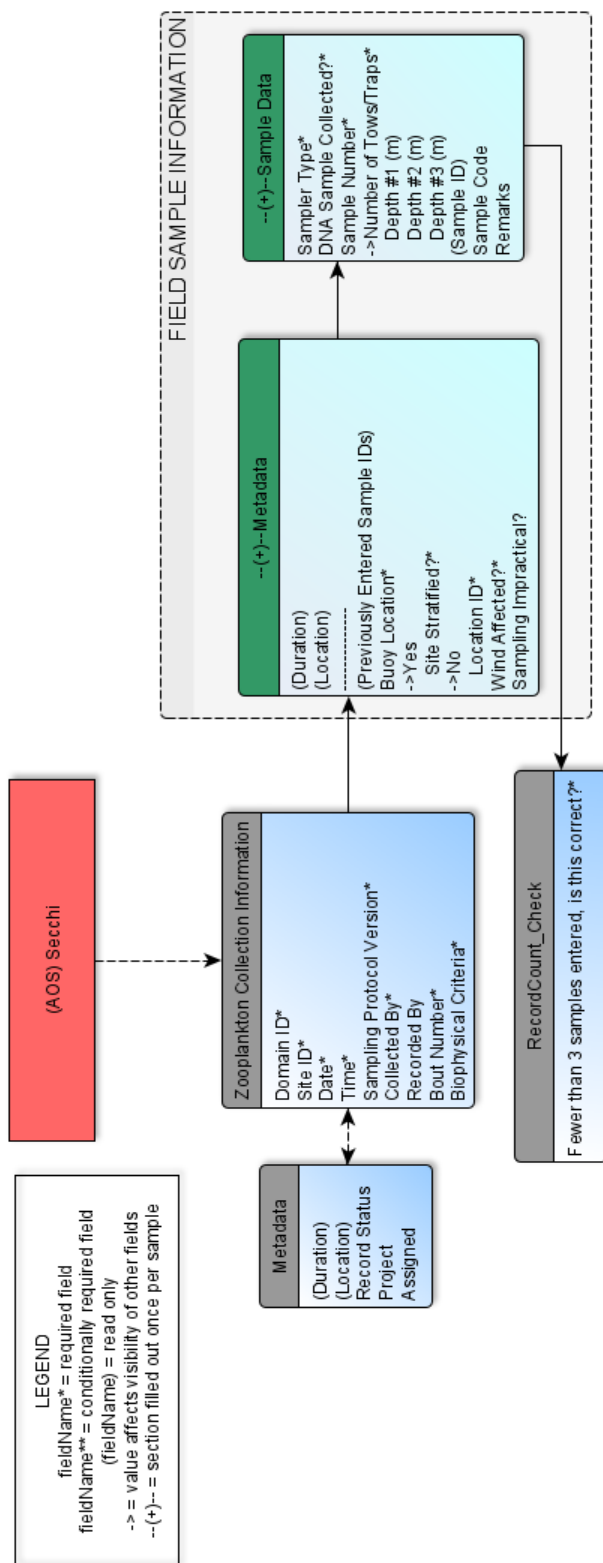 LEGEND
fieldName* = required field
fieldName** = conditionally required field
(fieldName) = read only
-> = value affects visibility of other fields
--(+)-- = section filled out once per sample
(AOS) Secchi
Metadata
(Duration)
(Location)
Record Status
Project
Assigned
Zooplankton Collection Information
Domain ID*
Site ID*
Date*
Time*
Sampling Protocol Version*
Collected By*
Recorded By
Bout Number*
Biophysical Criteria*
FIELD SAMPLE INFORMATION
--(+)--Metadata
(Duration)
(Location)
--------------------
(Previously Entered Sample IDs)
Buoy Location*
->Yes
Site Stratified?*
->No
Location ID*
Wind Affected?*
Sampling Impractical?
--(+)--Sample Data
Sampler Type*
DNA Sample Collected?*
Sample Number*
->Number of Tows/Traps*
Depth #1 (m)
Depth #2 (m)
Depth #3 (m)
(Sample ID)
Sample Code
Remarks
RecordCount_Check
Fewer than 3 samples entered, is this correct?*